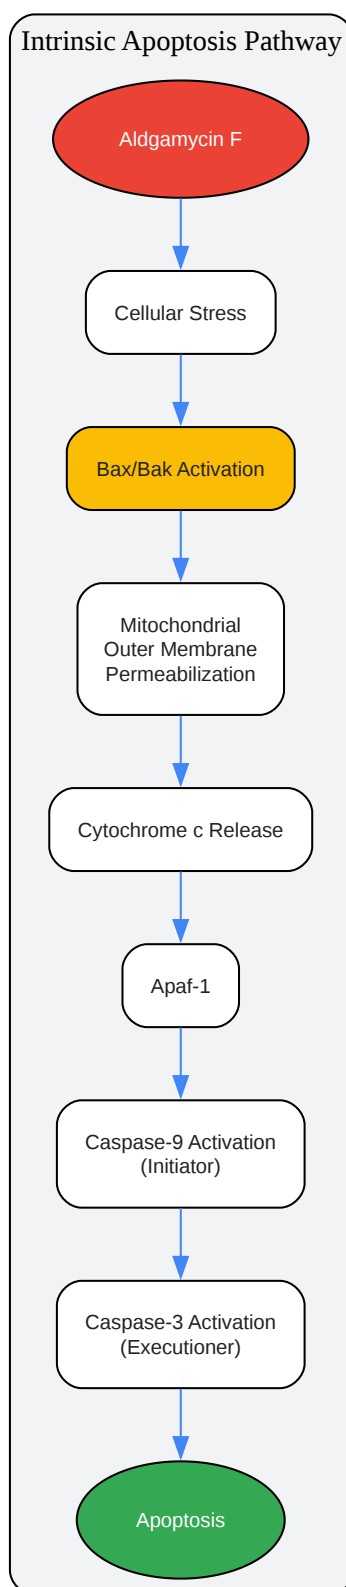 Intrinsic Apoptosis Pathway
Aldgamycin F
Cellular Stress
Bax/Bak Activation
Mitochondrial
Outer Membrane
Permeabilization
Cytochrome c Release
Apaf-1
Caspase-9 Activation
(Initiator)
Caspase-3 Activation
(Executioner)
Apoptosis